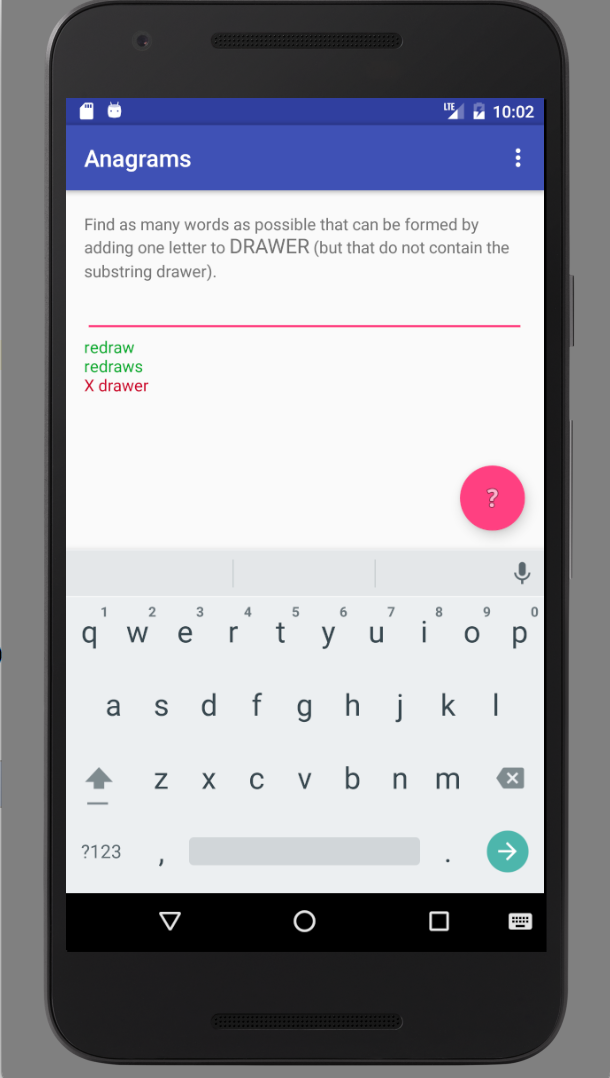 LTE 10:02
Anagrams
Find as many words as possible that can be formed by
adding one letter to DRAWER (but that do not contain the
substring drawer).
redraw
redraws
X drawer
?
1 2 3 4 5 6 7 8 9 0
q w e r t y u i o p
a s d f g h j k l
z x c v b n m
?123 , .